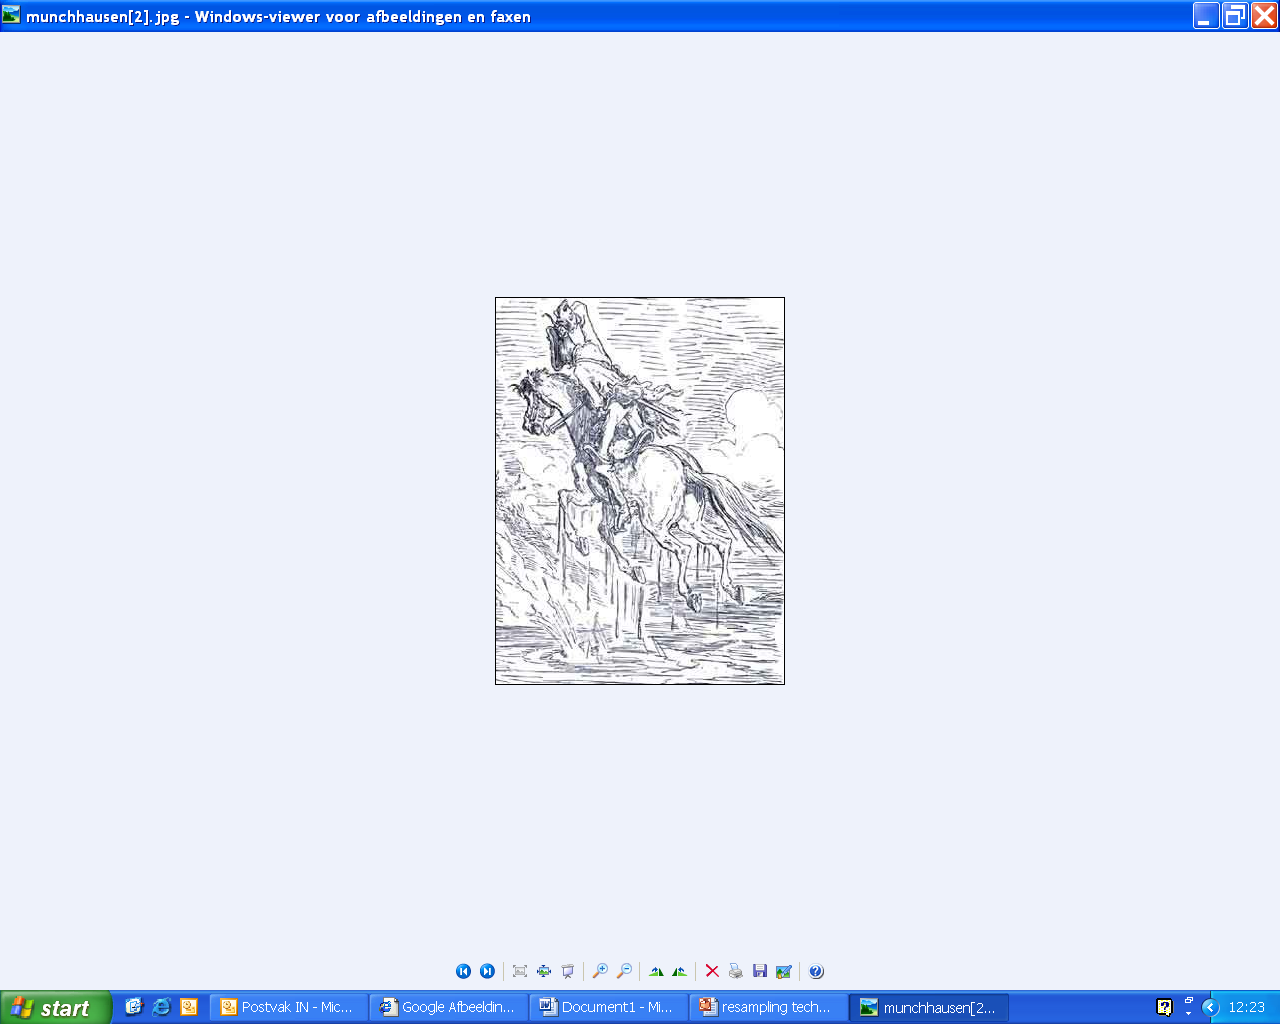 munchhausen[2].jpg - Windows-viewer voor afbeeldingen en faxen
start
Postvak IN - Mic...
Google Afbeeldin...
Document1 - Mi...
resampling tech...
munchhausen[2...
12:23